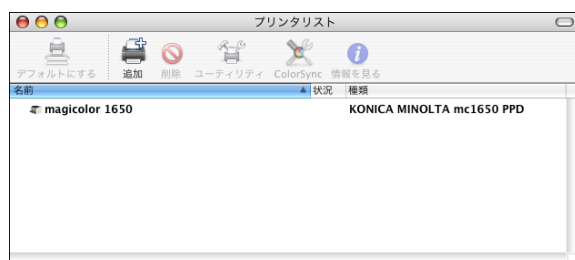 プリンタリスト
デフォルトにする 追加 削除 ユーティリティ ColorSync 情報を見る
名前 状況 種類
magicolor 1650 KONICA MINOLTA mc1650 PPD